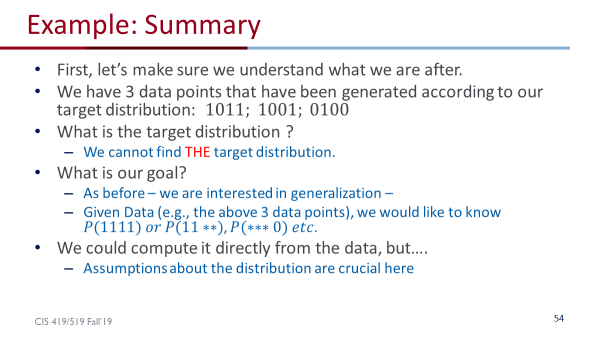 Example: Summary
• First, let's make sure we understand what we are after.
• We have 3 data points that have been generated according to our
target distribution: 1011; 1001; 0100
• What is the target distribution ?
– We cannot find THE target distribution.
• What is our goal?
– As before – we are interested in generalization –
– Given Data (e.g., the above 3 data points), we would like to know
P(1111) or P(11 **), P(*** 0) etc.
• We could compute it directly from the data, but….
– Assumptions about the distribution are crucial here
CIS 419/519 Fall'19
54